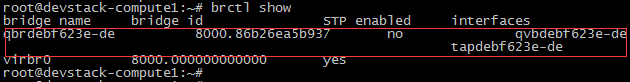 root@devstack-compute1:~# brctl show
bridge name bridge id STP enabled interfaces
qbrdebf623e-de 8000.86b26ea5b937 no qvbdebf623e-de
tapdebf623e-de
virbr0 8000.000000000000 yes
root@devstack-compute1:~#